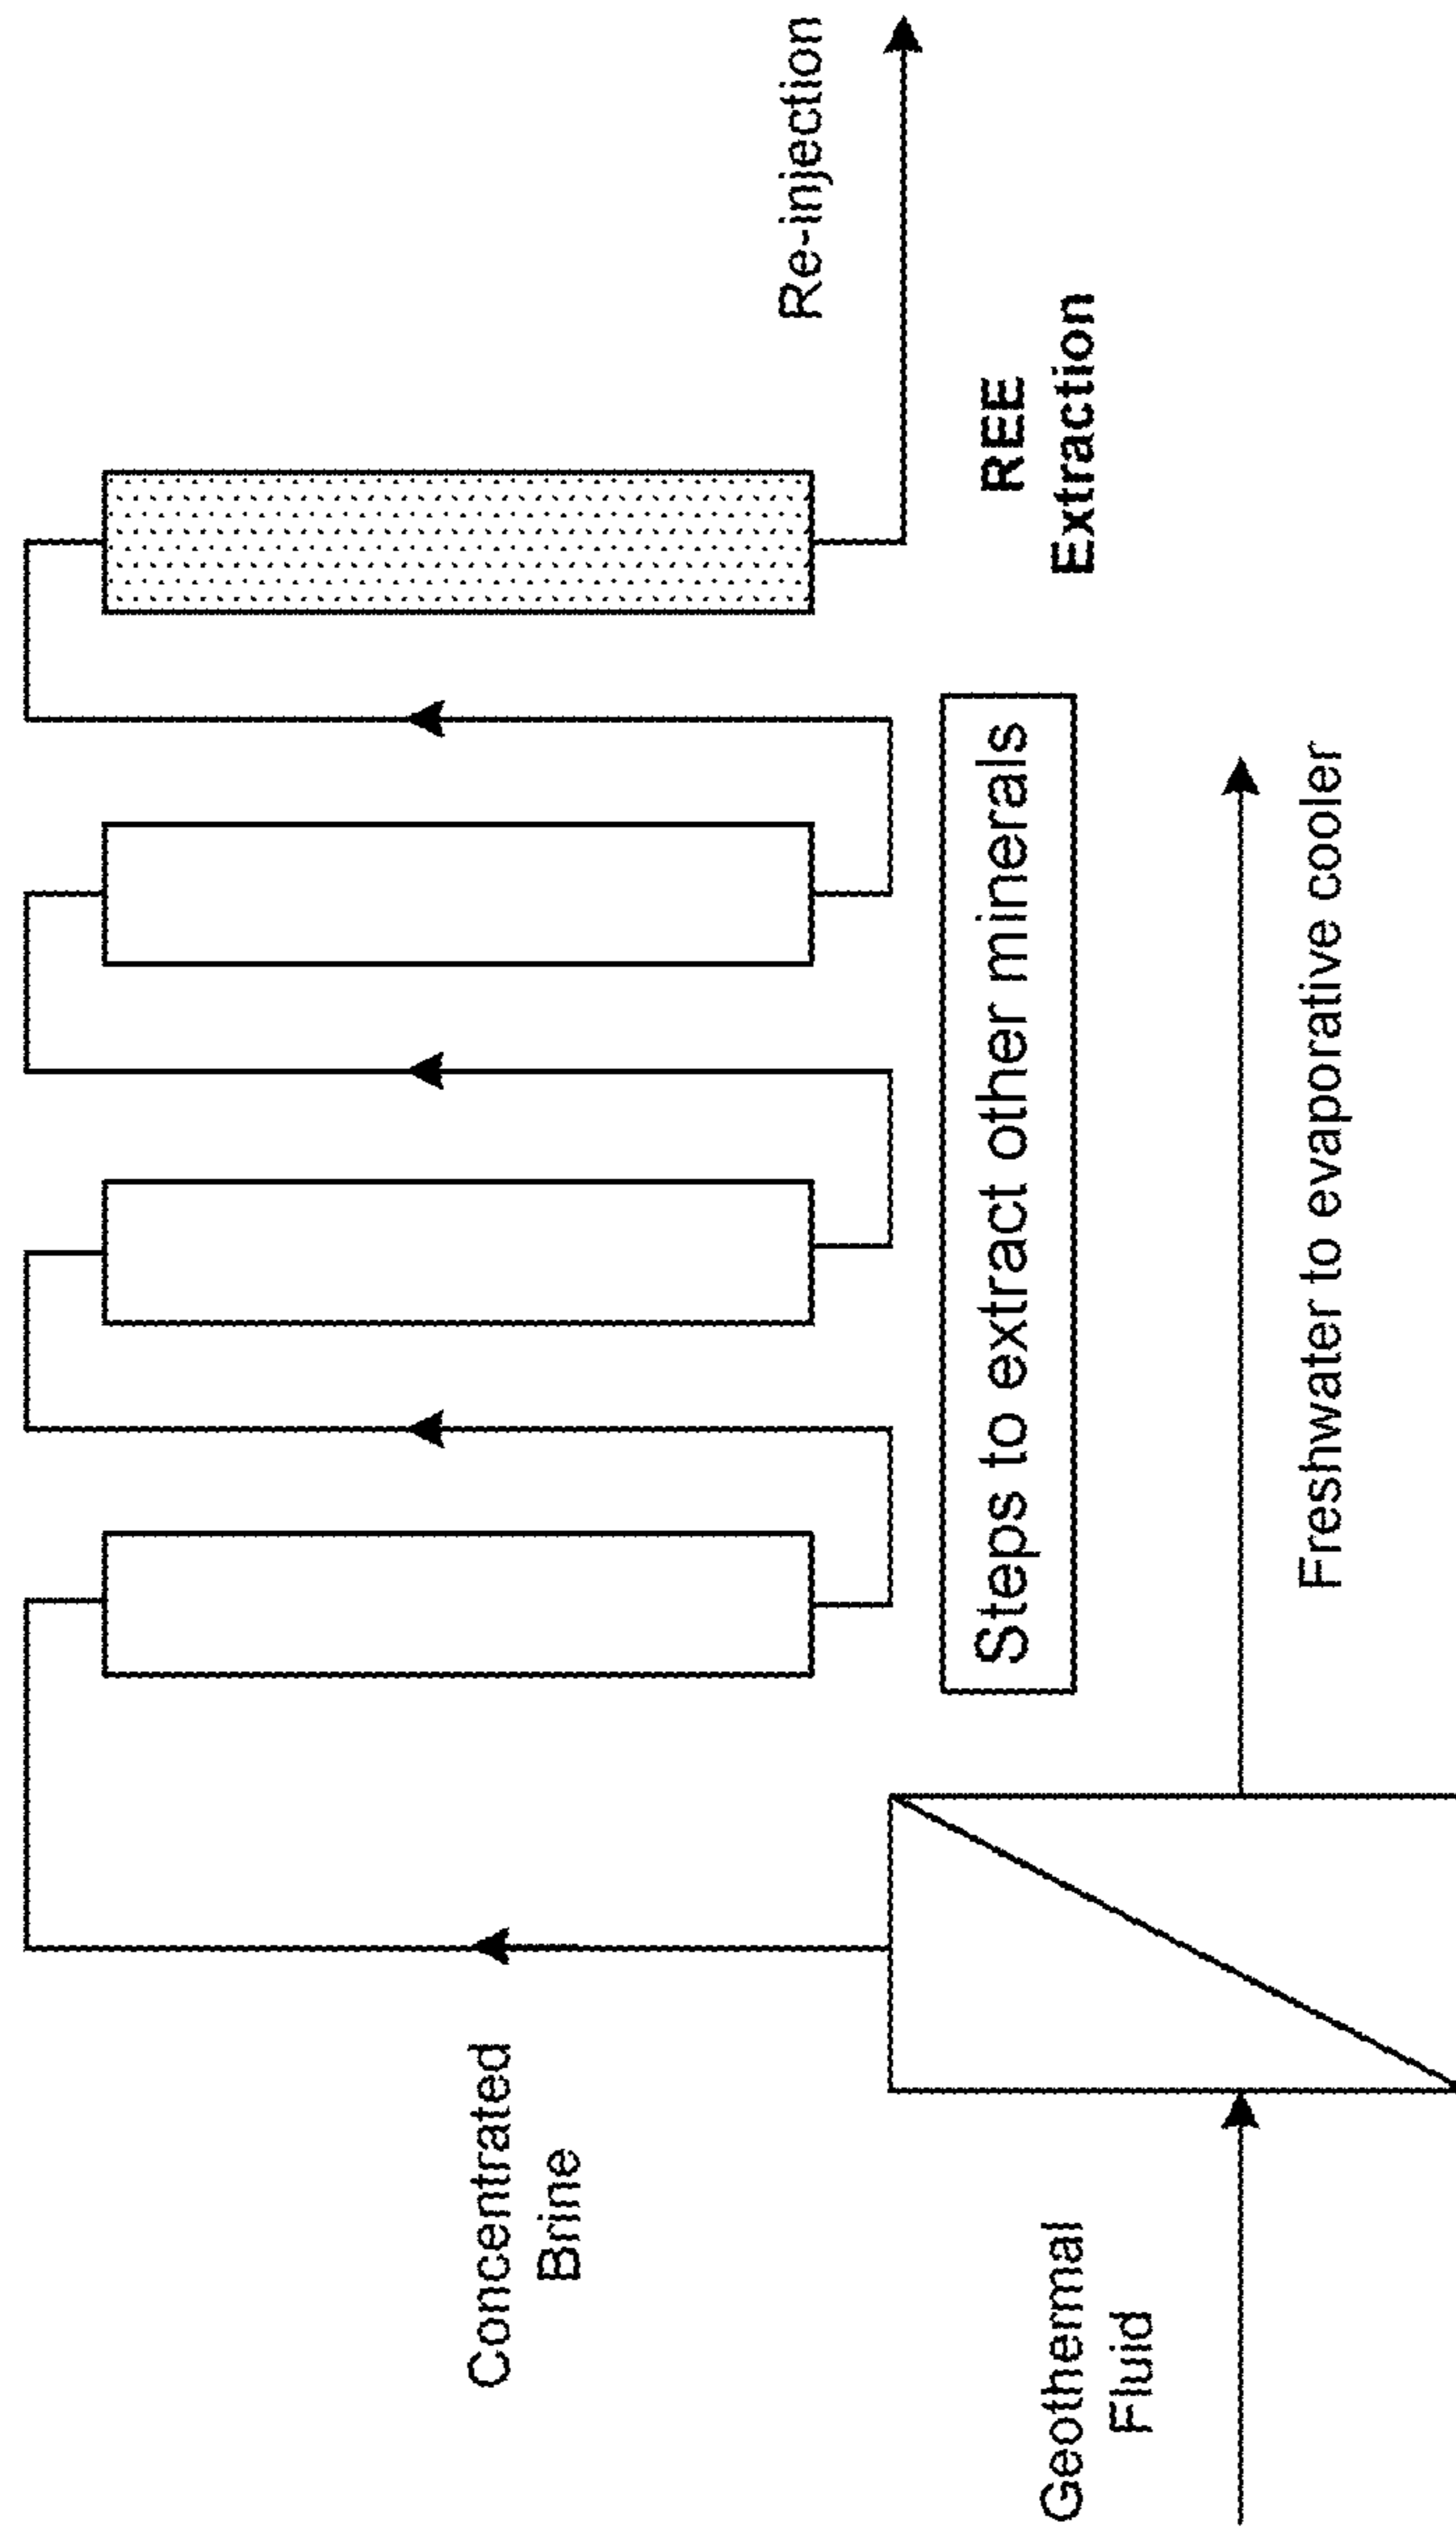 Concentrated
Brine
Re-injection
REE
Extraction
Steps to extract other minerals
Geothermal
Fluid
Freshwater to evaporative cooler